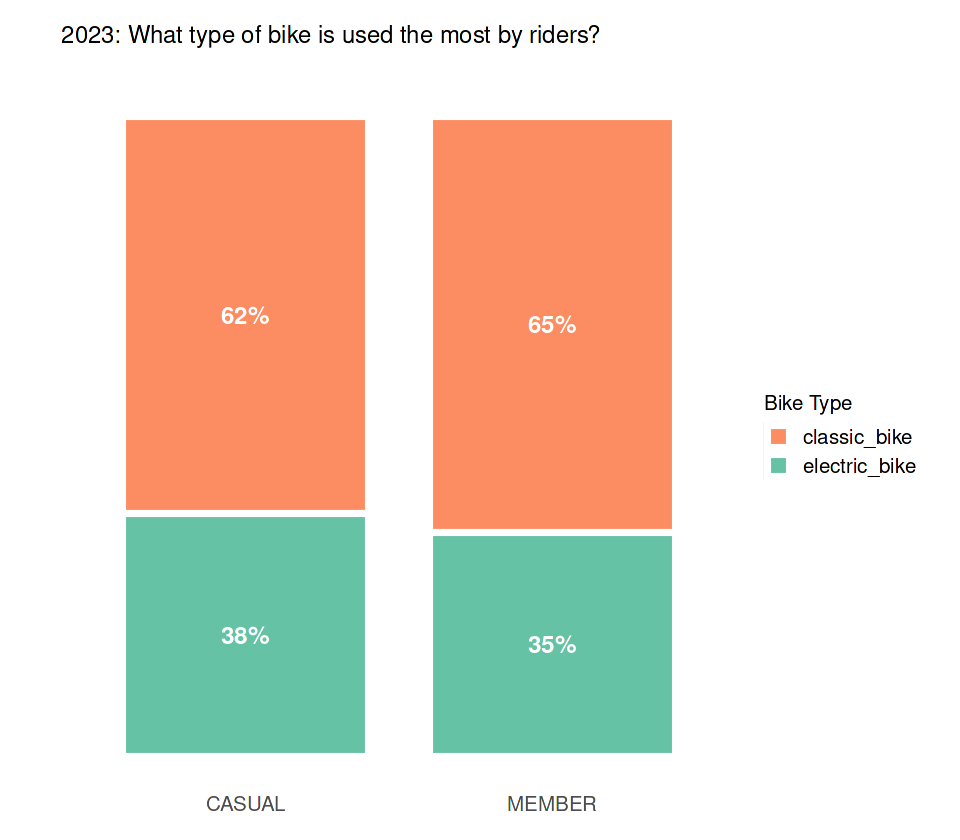 2023: What type of bike is used the most by riders?
62%
65%
38%
35%
Bike Type
classic_bike
electric_bike
CASUAL
MEMBER